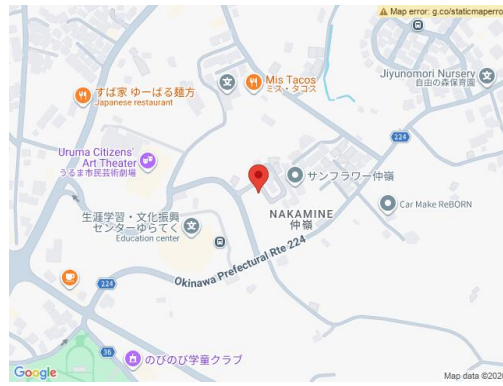 Map error: g.co/staticmaperro
すば家 ゆーばる麺方
Japanese restaurant
Mis Tacos
ミス・タコス
Jiyunomori Nursery
自由の森保育園
224
Uruma Citizens'
Art Theater
うるま市民芸術劇場
サンフラワー仲嶺
NAKAMINE
仲嶺
Car Make ReBORN
生涯学習・文化振興
センターゆらてく
Education center
Okinawa Prefectural Rte 224
224
36
のびのび学童クラブ
Google
Map data ©202